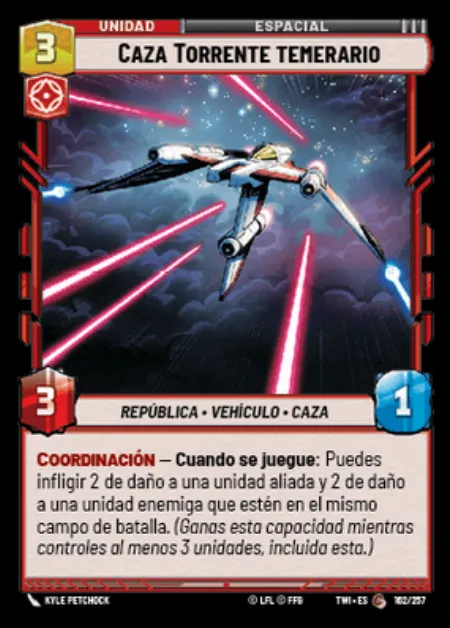 UNIDAD
ESPACIAL
3
CAZA TORRENTE TEMERARIO
3
REPÚBLICA • VEHÍCULO • CAZA
1
COORDINACIÓN – Cuando se juegue: Puedes
infligir 2 de daño a una unidad aliada y 2 de daño
a una unidad enemiga que estén en el mismo
campo de batalla. (Ganas esta capacidad mientras
controles al menos 3 unidades, incluida esta.)
KYLE PETCHOCK
© LFL © FFG
TWI • ES
C
162/257